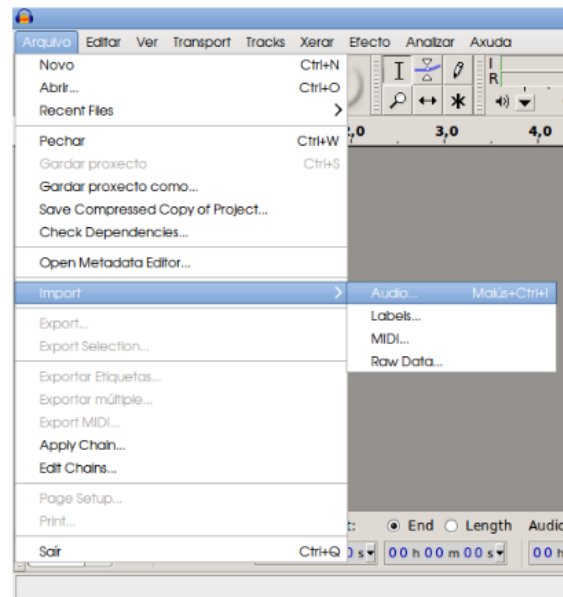 Arquivo Editar Ver Transport Tracks Xerar Efecto Analizar Axuda
Novo Ctrl+N
Abrir... Ctrl+O
Recent Files
Pechar Ctrl+W
Gardar proxecto Ctrl+S
Gardar proxecto como...
Save Compressed Copy of Project...
Check Dependencies...
Open Metadata Editor...
Import
Export...
Export Selection...
Exportar Etiquetas...
Exportar múltiple...
Export MIDI...
Apply Chain...
Edit Chains...
Page Setup...
Print...
Saír Ctrl+Q
Audio... Maiús+Ctrl+I
Labels...
MIDI...
Raw Data...
I
R
,0 3,0 4,0
t: End Length Audio
0 s 00 h 00 m 00 s 00 h